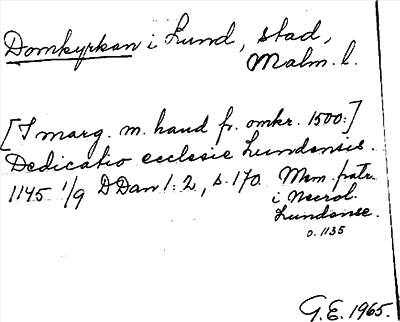 Domkyrkan i Lund, stad,
Malm. l.
[I marg. m. hand fr. omkr. 1500:]
Dedicatio ecclesie Lundensis.
1145 1/9 DDan 1:2, s. 170. Mem. fratr.
i Necrol.
Lundense.
o. 1135
G.E. 1965.